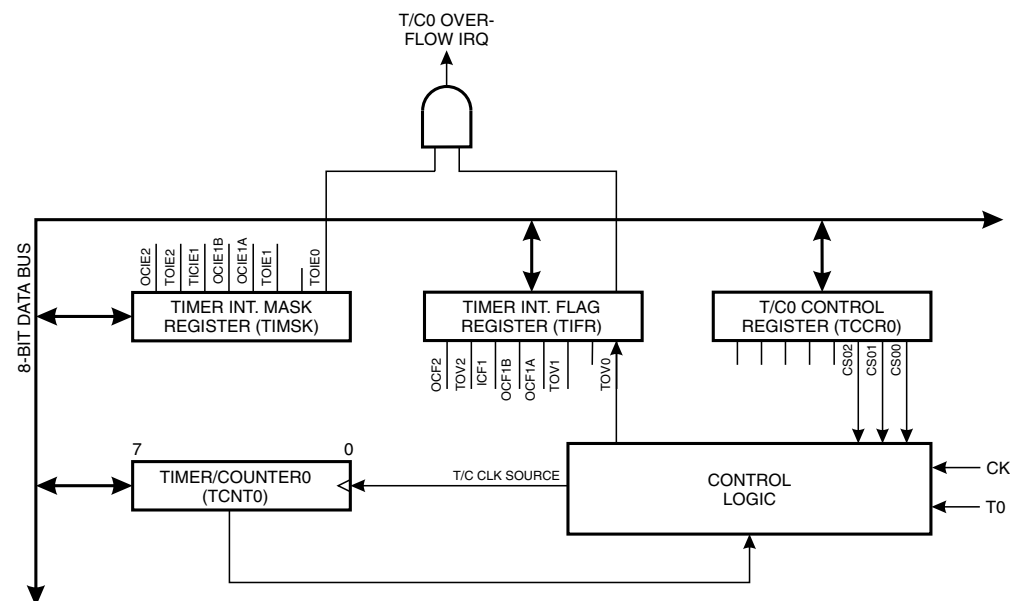 T/C0 OVER-
FLOW IRQ
8-BIT DATA BUS
OCIE2
TOIE2
TICIE1
OCIE1B
OCIE1A
TOIE1
TOIE0
TIMER INT. MASK
REGISTER (TIMSK)
TIMER INT. FLAG
REGISTER (TIFR)
T/C0 CONTROL
REGISTER (TCCR0)
OCF2
TOV2
ICF1
OCF1B
OCF1A
TOV1
TOV0
CS02
CS01
CS00
7
0
TIMER/COUNTER0
(TCNT0)
T/C CLK SOURCE
CONTROL
LOGIC
CK
T0